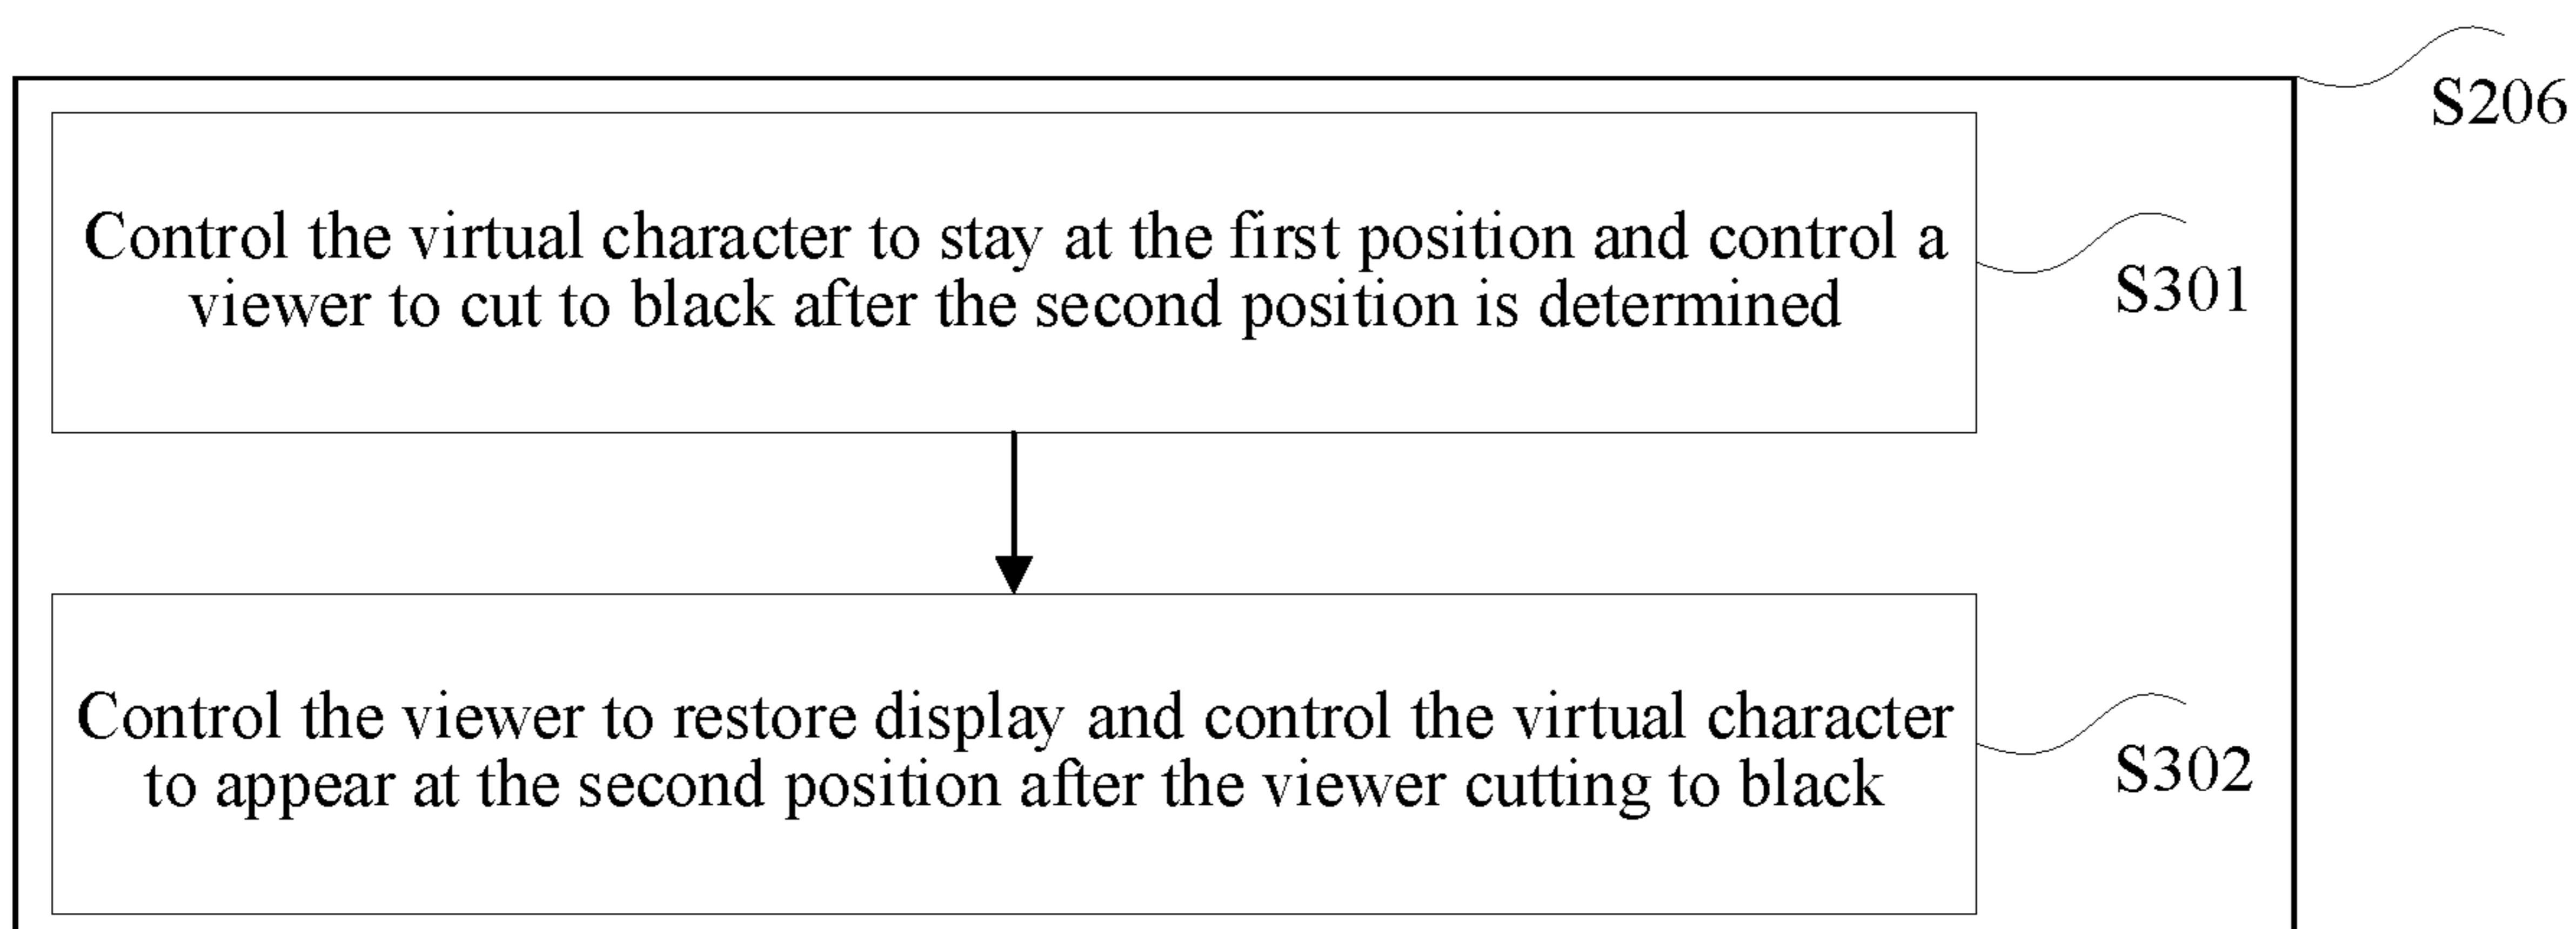 S206
Control the virtual character to stay at the first position and control a
viewer to cut to black after the second position is determined
S301
Control the viewer to restore display and control the virtual character
to appear at the second position after the viewer cutting to black
S302